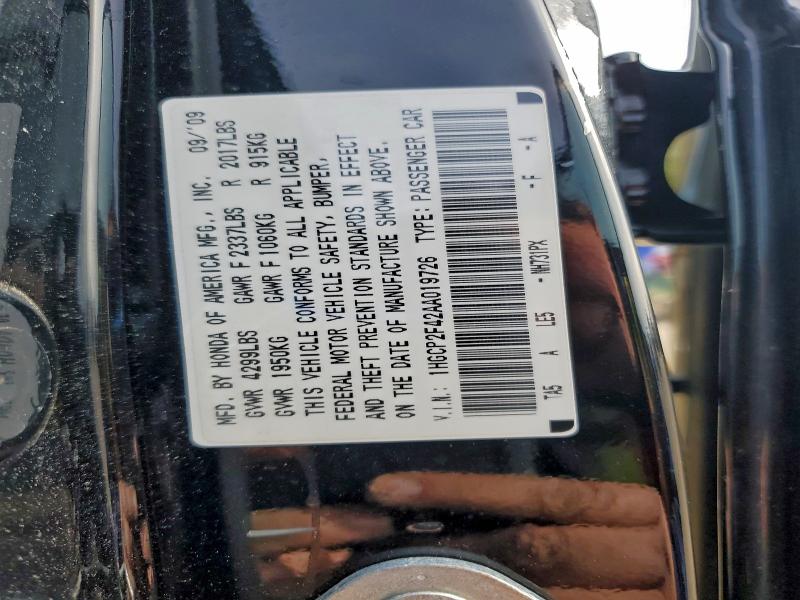 MFD. BY HONDA OF AMERICA MFG., INC. 09/'09
GVWR 4299LBS GAWR F 2337LBS R 2017LBS
GVWR 1950KG GAWR F 1060KG R 915KG
THIS VEHICLE CONFORMS TO ALL APPLICABLE
FEDERAL MOTOR VEHICLE SAFETY, BUMPER,
AND THEFT PREVENTION STANDARDS IN EFFECT
ON THE DATE OF MANUFACTURE SHOWN ABOVE.
V.I.N.: 1HGCP2F42AA019726 TYPE: PASSENGER CAR
TA5 A LE5 - NH731PX - F - A